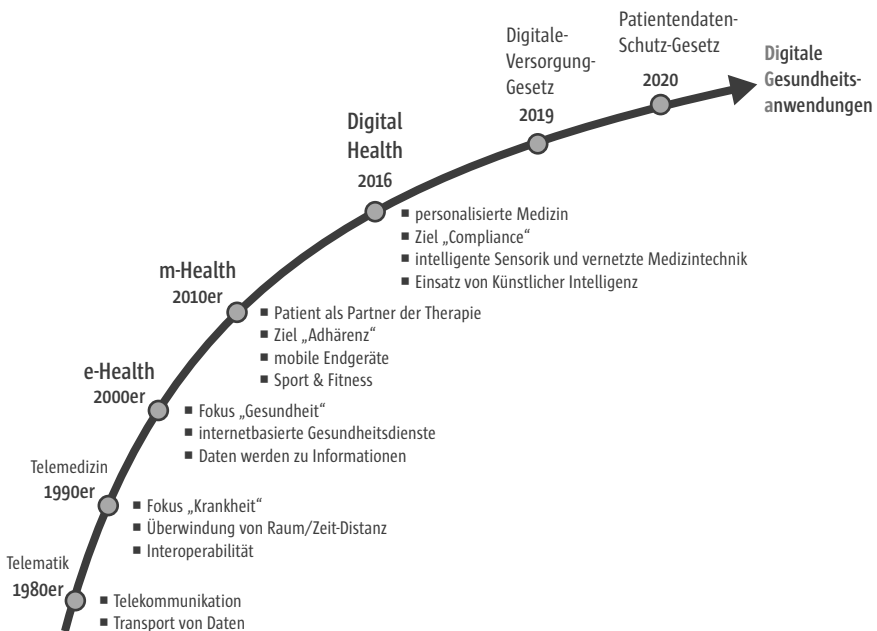 Patientendaten-
Schutz-Gesetz
2020
Digitale-
Versorgung-
Gesetz
2019
Digitale
Gesundheits-
anwendungen
Digital
Health
2016
■ personalisierte Medizin
■ Ziel „Compliance“
■ intelligente Sensorik und vernetzte Medizintechnik
■ Einsatz von Künstlicher Intelligenz
m-Health
2010er
■ Patient als Partner der Therapie
■ Ziel „Adhärenz“
■ mobile Endgeräte
■ Sport & Fitness
e-Health
2000er
■ Fokus „Gesundheit“
■ internetbasierte Gesundheitsdienste
■ Daten werden zu Informationen
Telemedizin
1990er
■ Fokus „Krankheit“
■ Überwindung von Raum/Zeit-Distanz
■ Interoperabilität
Telematik
1980er
■ Telekommunikation
■ Transport von Daten